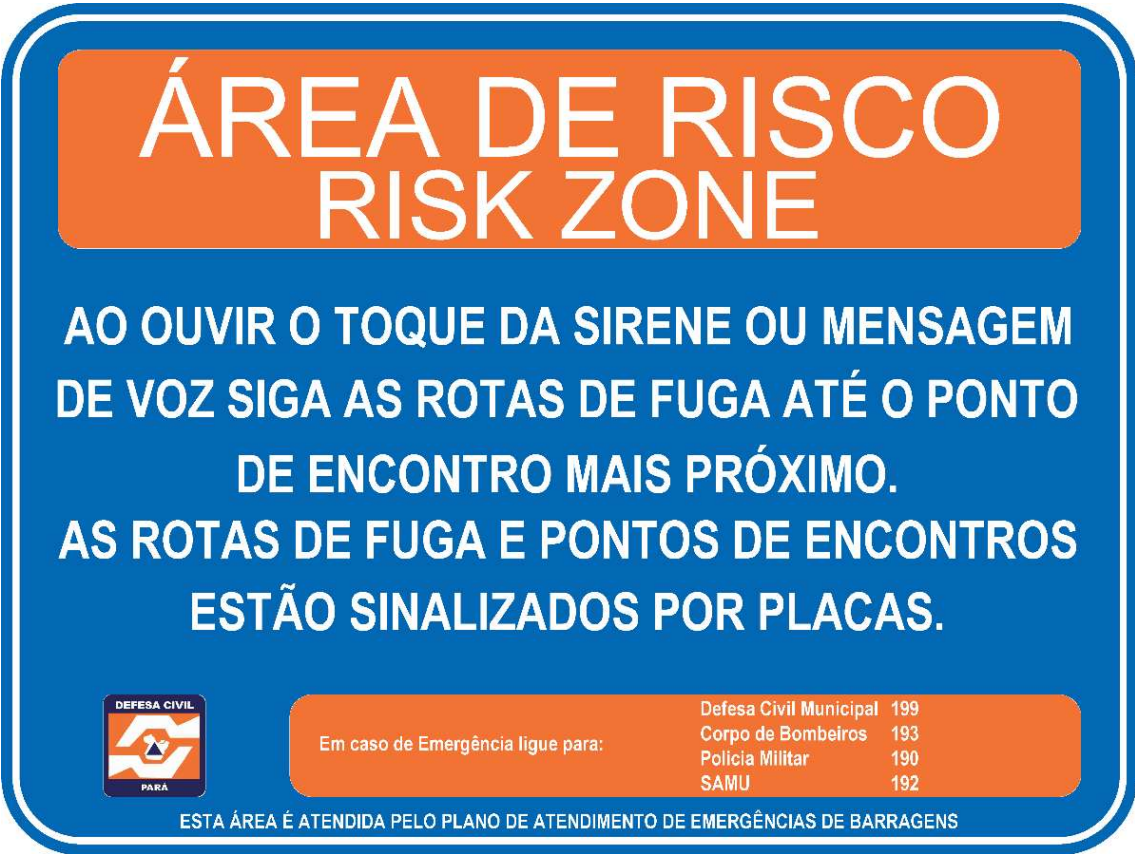 ÁREA DE RISCO
RISK ZONE
AO OUVIR O TOQUE DA SIRENE OU MENSAGEM
DE VOZ SIGA AS ROTAS DE FUGA ATÉ O PONTO
DE ENCONTRO MAIS PRÓXIMO.
AS ROTAS DE FUGA E PONTOS DE ENCONTROS
ESTÃO SINALIZADOS POR PLACAS.
DEFESA CIVIL
PARÁ
Em caso de Emergência ligue para:
Defesa Civil Municipal 199
Corpo de Bombeiros 193
Policia Militar 190
SAMU 192
ESTA ÁREA É ATENDIDA PELO PLANO DE ATENDIMENTO DE EMERGÊNCIAS DE BARRAGENS